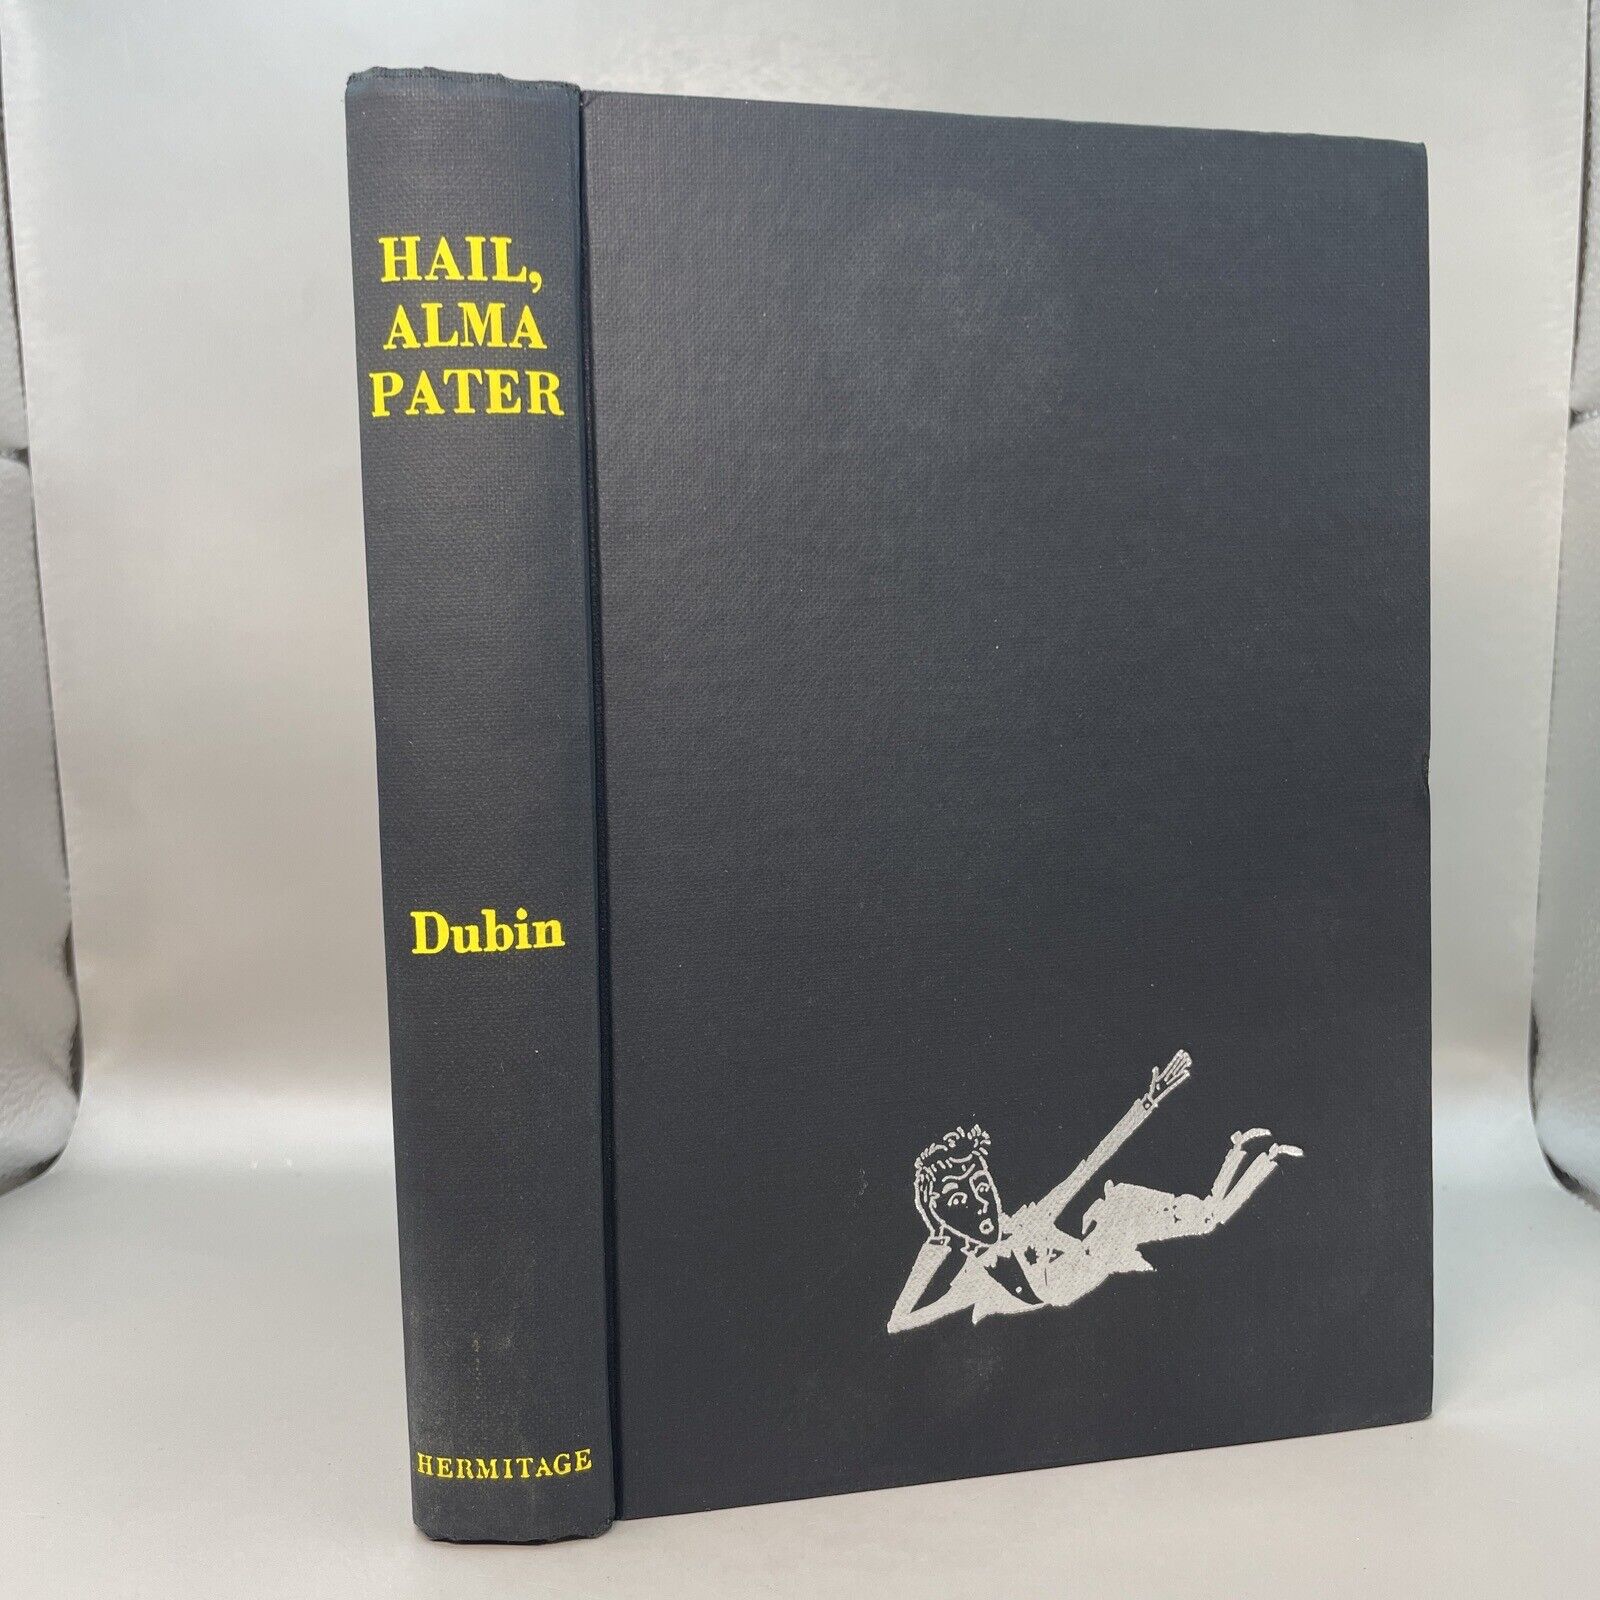 HAIL,
ALMA
PATER
Dubin
HERMITAGE